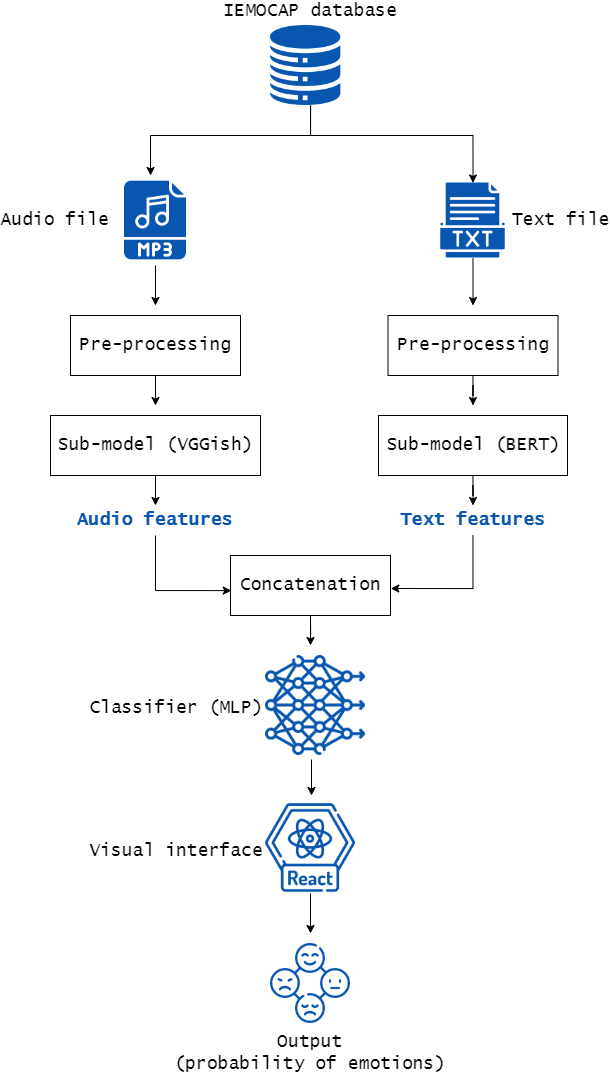 IEMOCAP database
Audio file
MP3
TXT
Text file
Pre-processing
Pre-processing
Sub-model (VGGish)
Sub-model (BERT)
Audio features
Text features
Concatenation
Classifier (MLP)
Visual interface
React
Output
(probability of emotions)